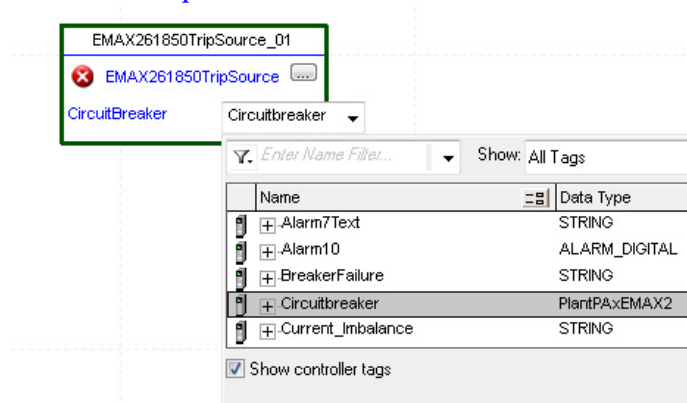 EMAX261850TripSource_01
EMAX261850TripSource ...
CircuitBreaker
Circuitbreaker
Enter Name Filter... Show: All Tags
Name Data Type
Alarm7Text STRING
Alarm10 ALARM_DIGITAL
BreakerFailure STRING
Circuitbreaker PlantPAxEMAX2
Current_Imbalance STRING
Show controller tags